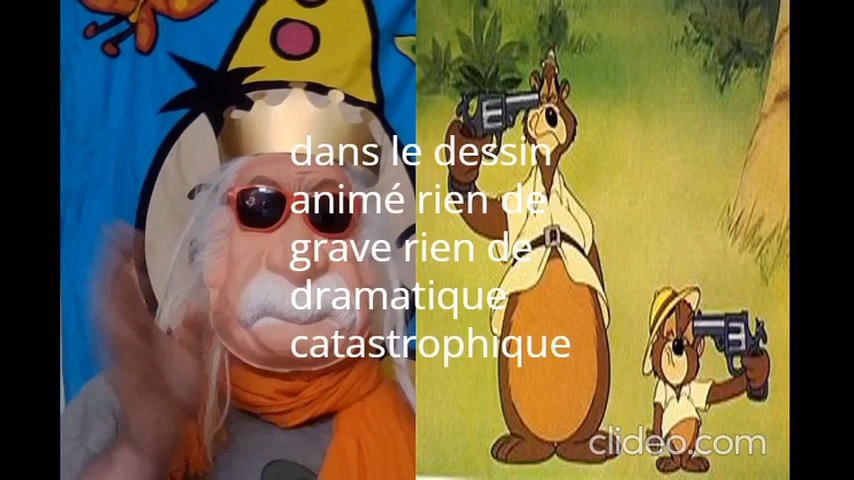 dans le dessin
animé rien de
grave rien de
dramatique
catastrophique
clideo.com